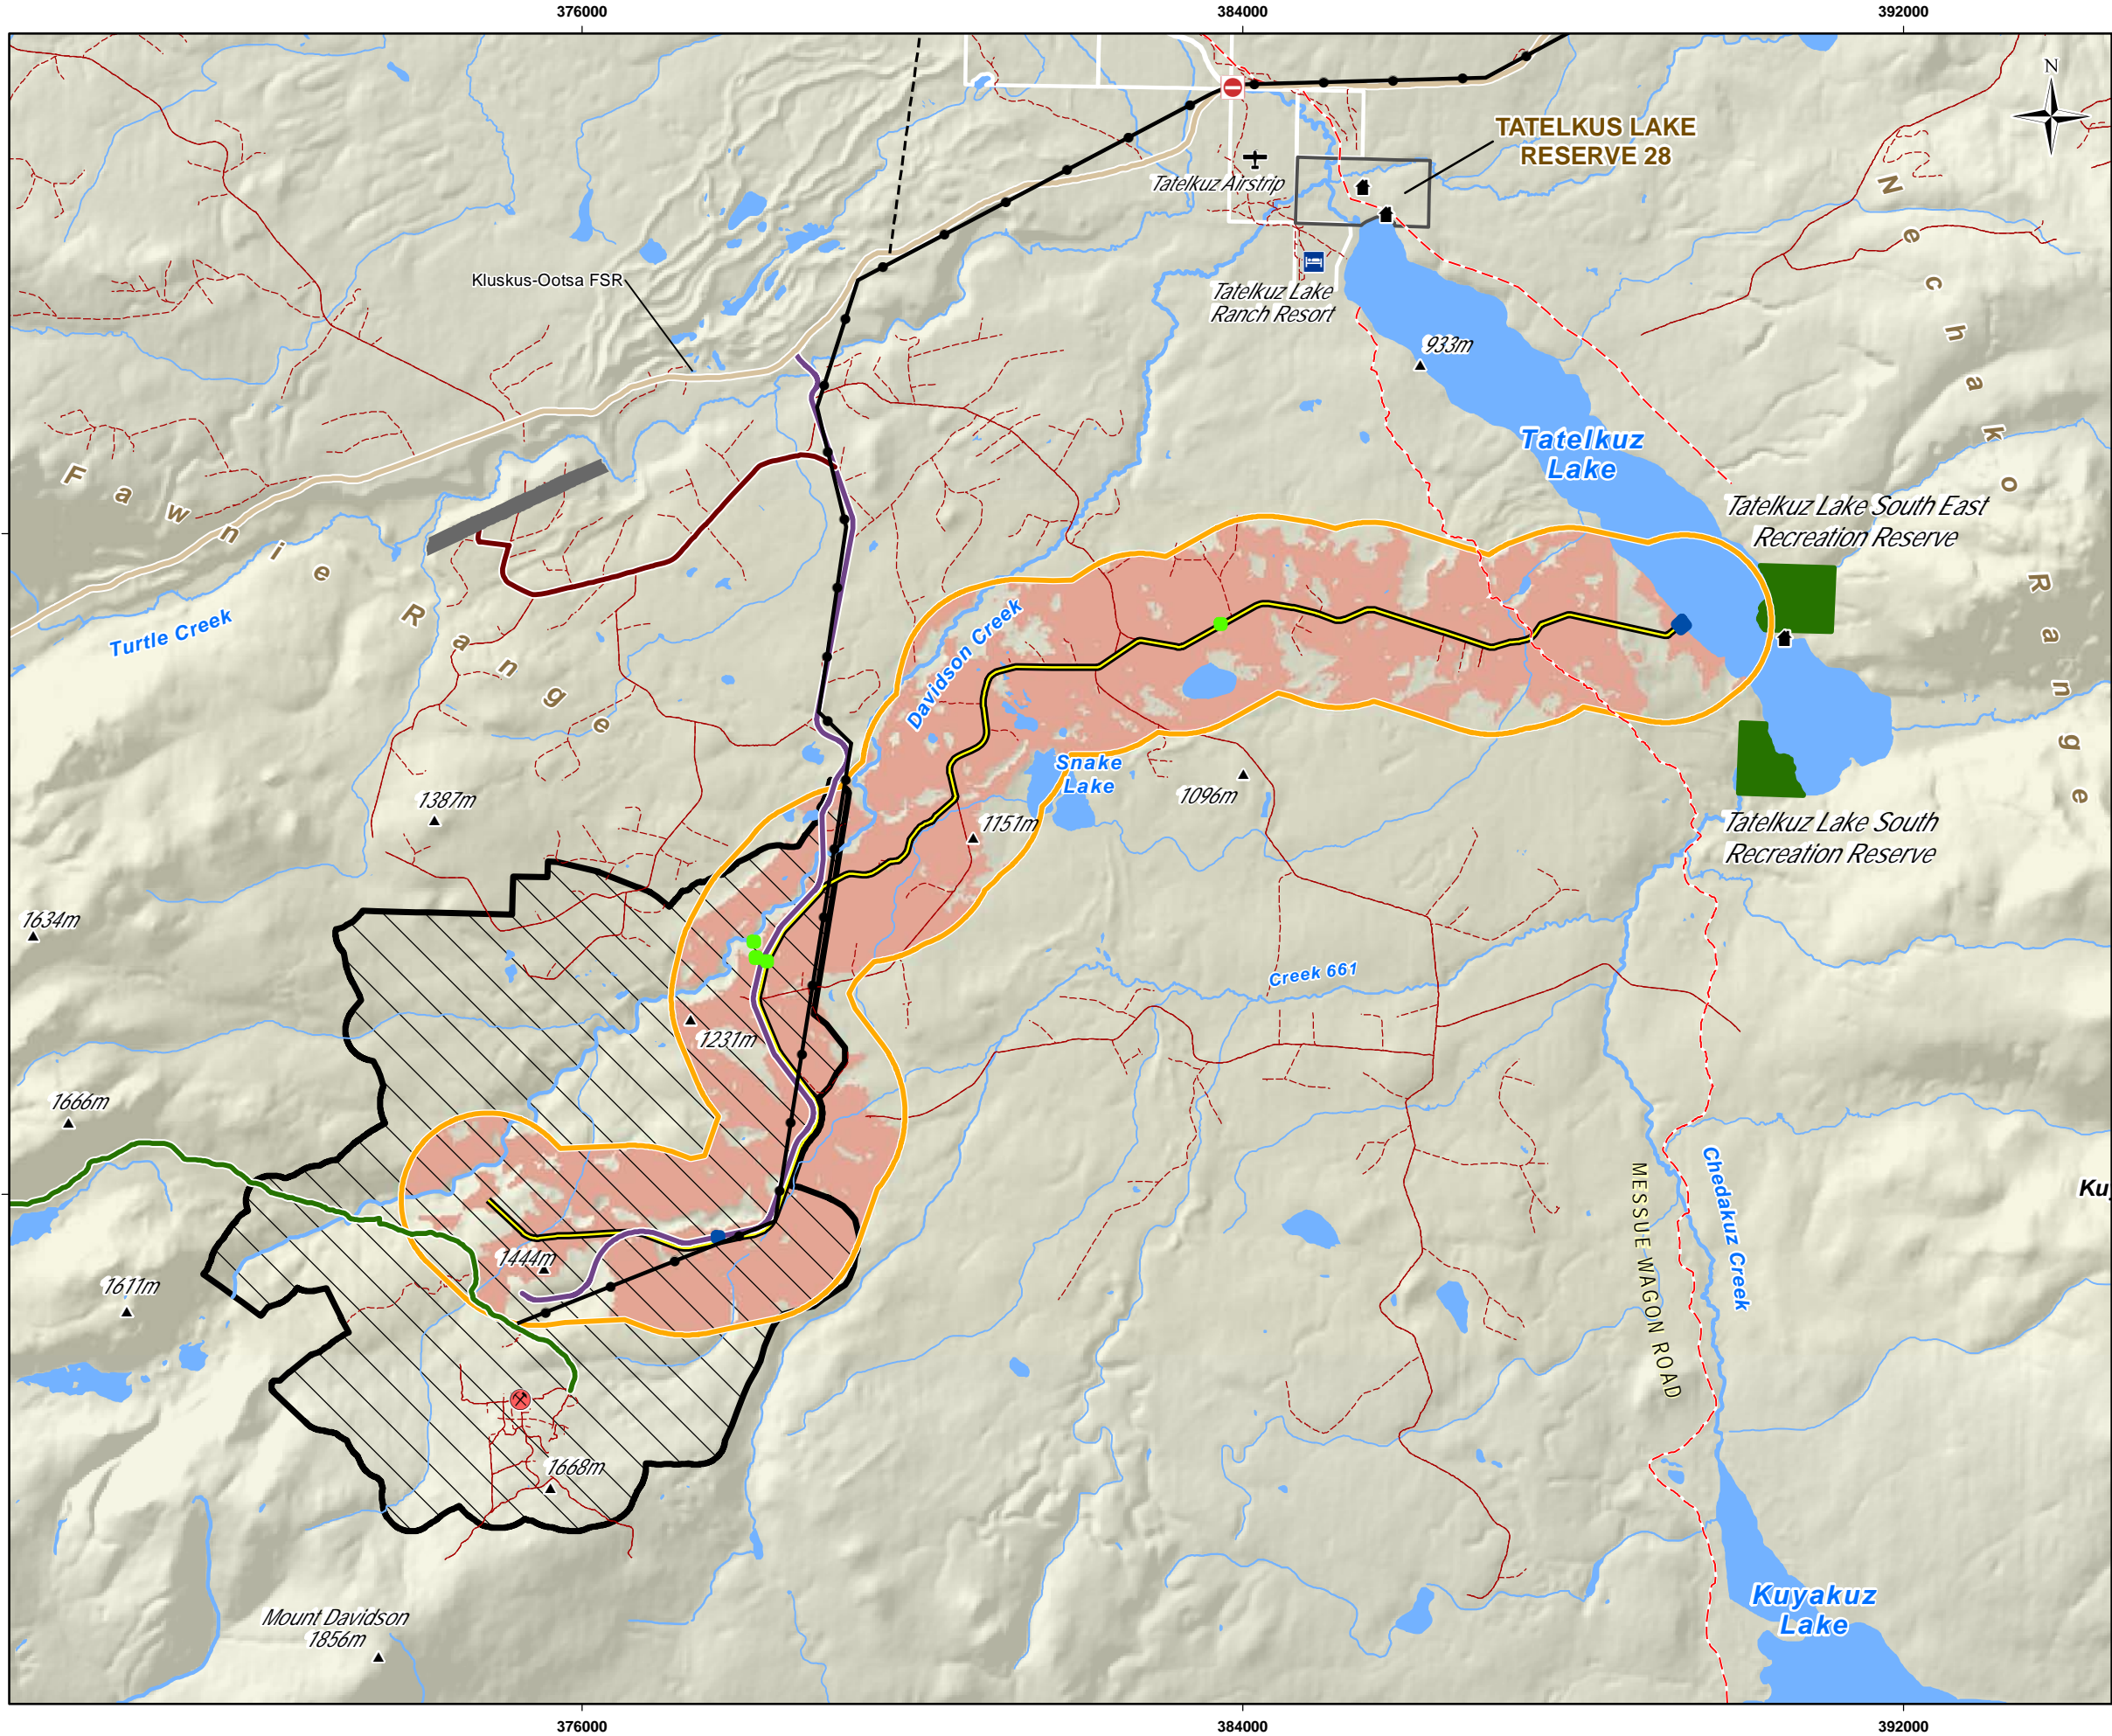 376000
384000
392000
N
TATELKUS LAKE
RESERVE 28
Tatelkuz Airstrip
Kluskus-Ootsa FSR
Tatelkuz Lake
Ranch Resort
933m
Nechako Range
Tatelkuz
Lake
Fawnie Range
Tatelkuz Lake South East
Recreation Reserve
Turtle Creek
Davidson Creek
Snake
Lake
1387m
1096m
1151m
Tatelkuz Lake South
Recreation Reserve
1634m
Creek 661
1231m
1666m
Chedakuz Creek
MESSUE WAGON ROAD
Ku
1444m
1611m
1668m
Mount Davidson
1856m
Kuyakuz
Lake
376000
384000
392000